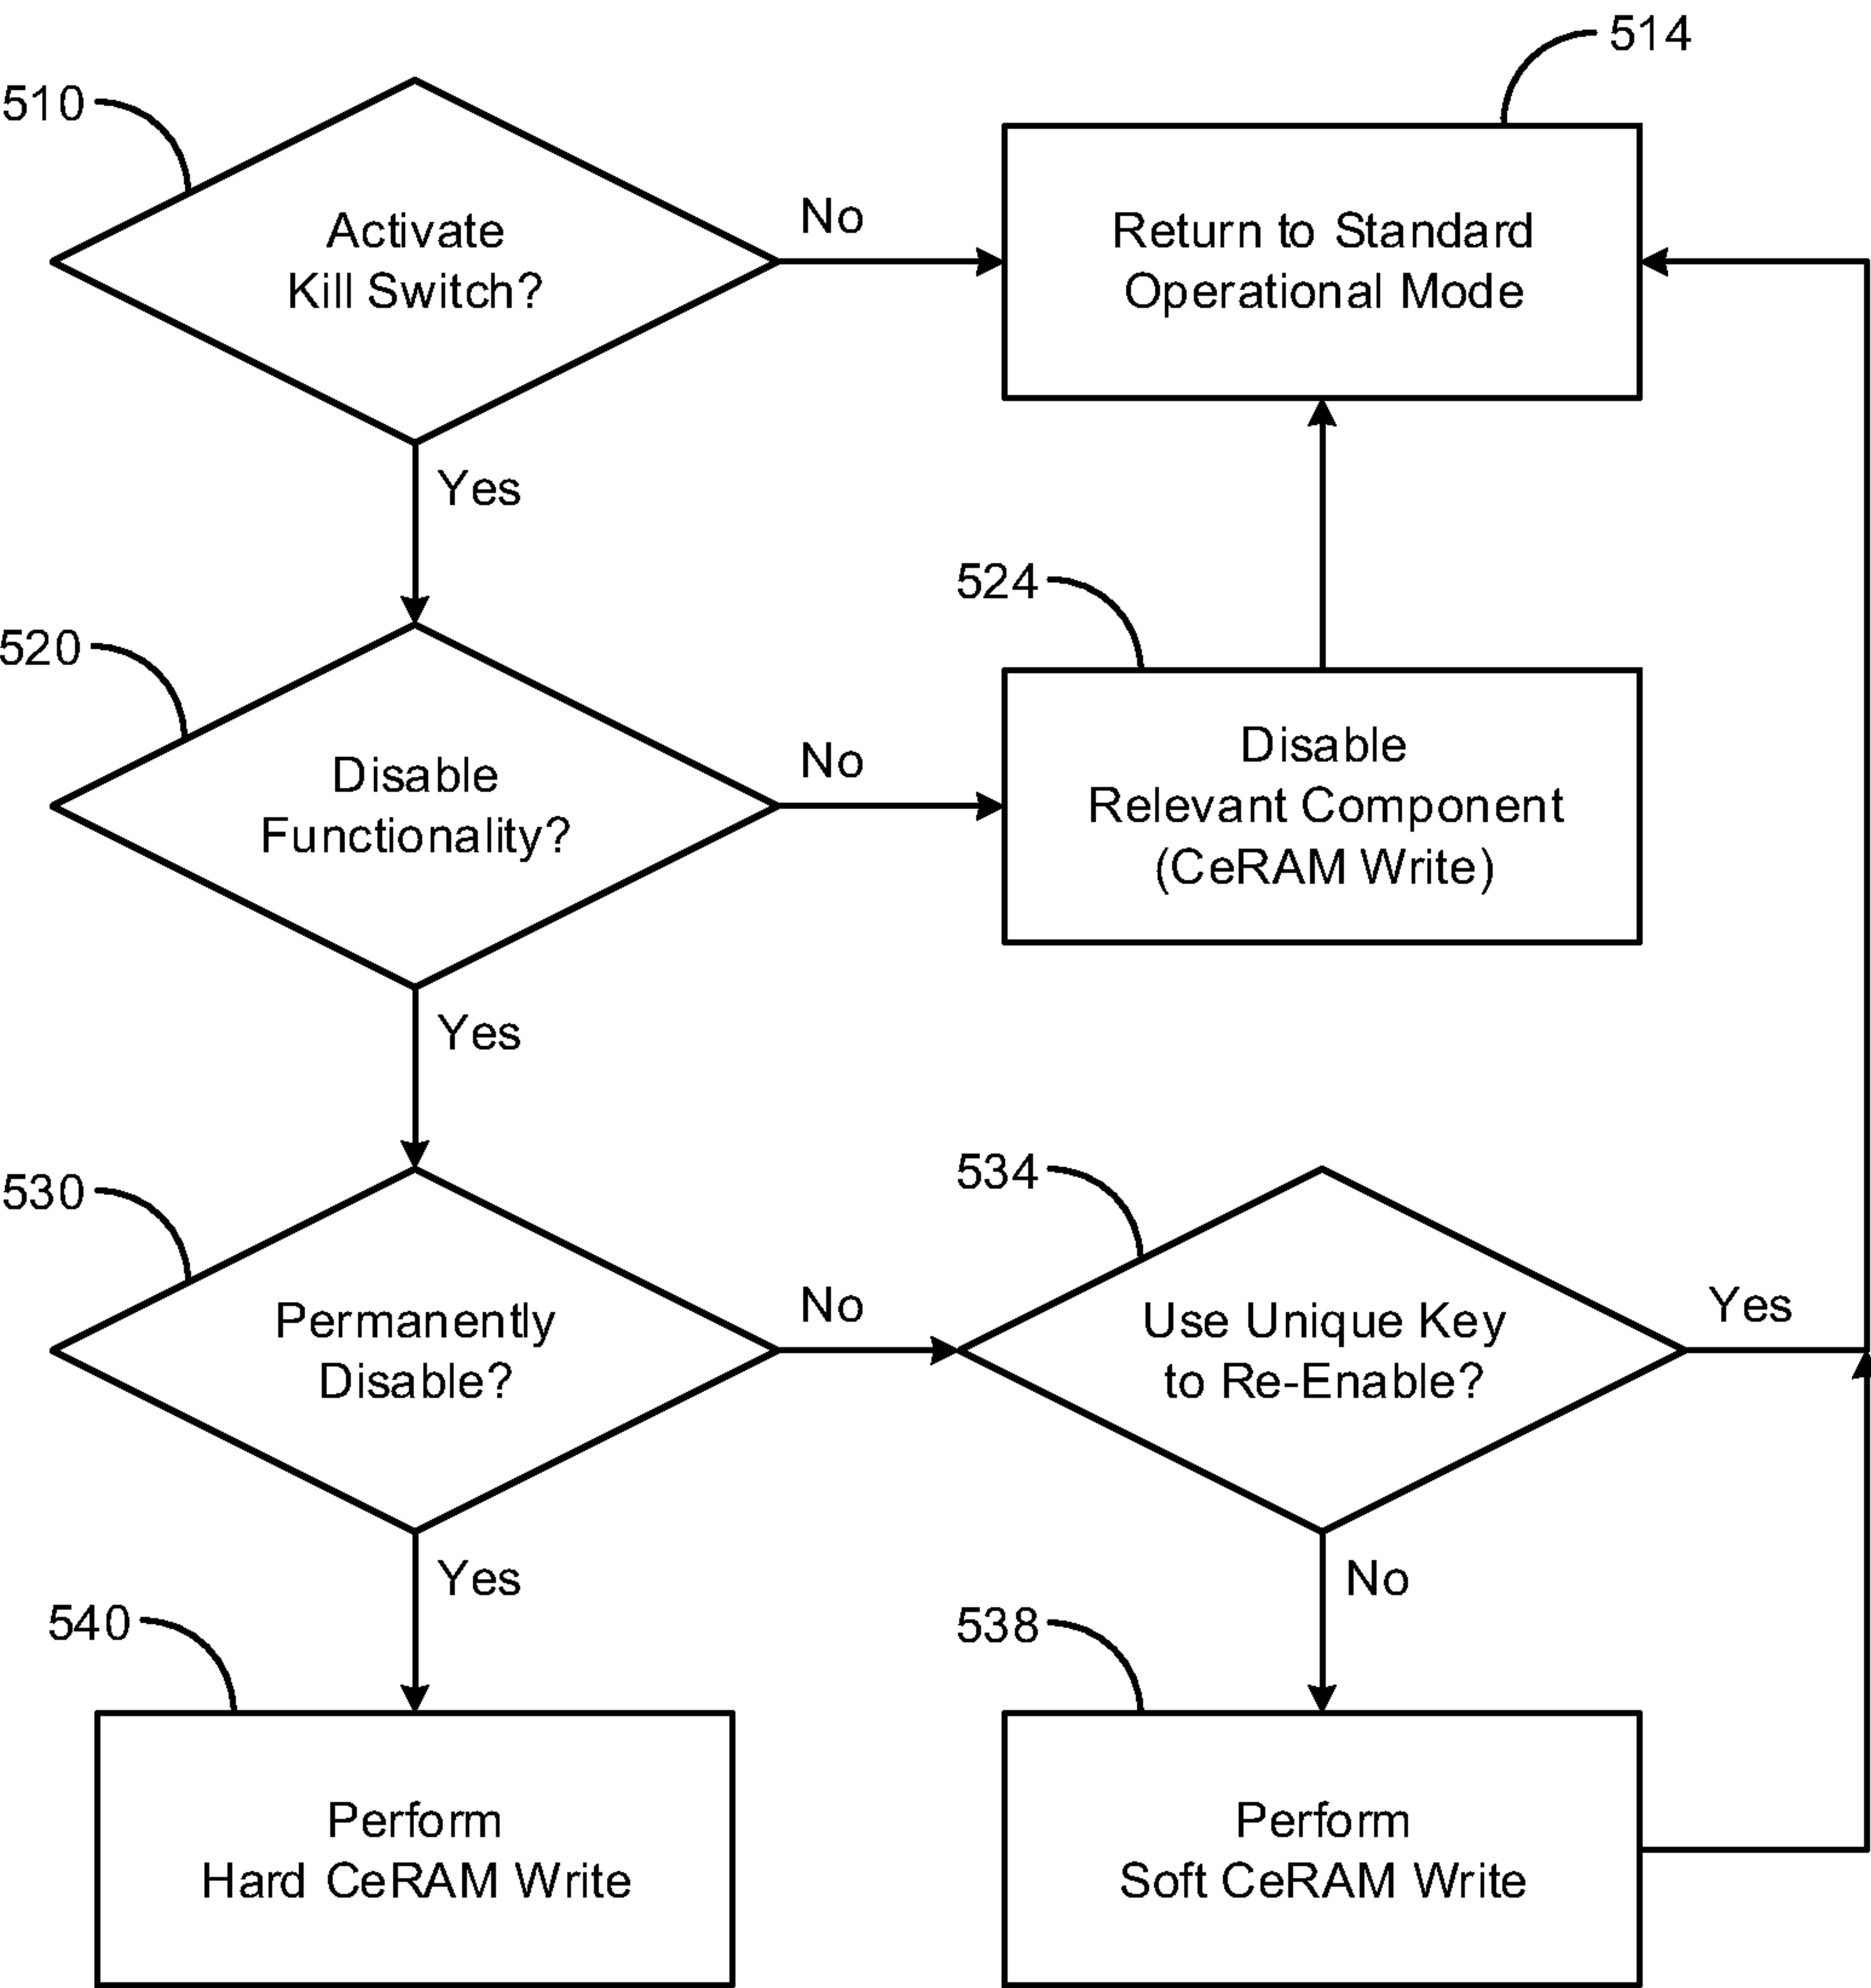 514
510
Activate
Kill Switch?
No
Return to Standard
Operational Mode
Yes
524
520
Disable
Functionality?
No
Disable
Relevant Component
(CeRAM Write)
Yes
534
530
Permanently
Disable?
No
Use Unique Key
to Re-Enable?
Yes
Yes
No
540
538
Perform
Hard CeRAM Write
Perform
Soft CeRAM Write